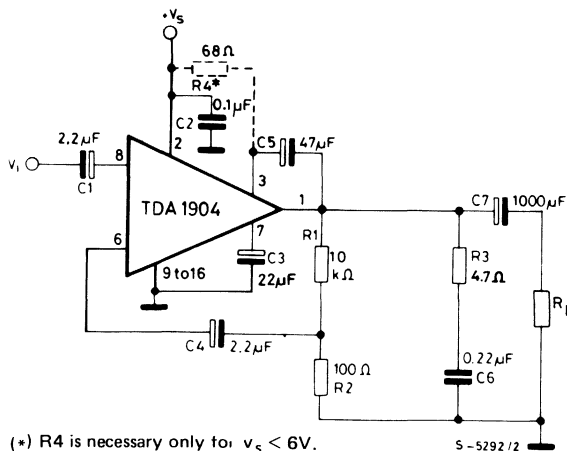 +Vs
68Ω
R4*
0.1µF
C2
2,2µF
C5
47µF
Vi
8
2
C1
3
C7
1000µF
TDA 1904
1
6
7
R1
10
kΩ
R3
4.7Ω
C3
22µF
9 to 16
C4
2,2µF
100Ω
R2
0.22µF
C6
(*) R4 is necessary only for vs < 6V.
S-5292/2